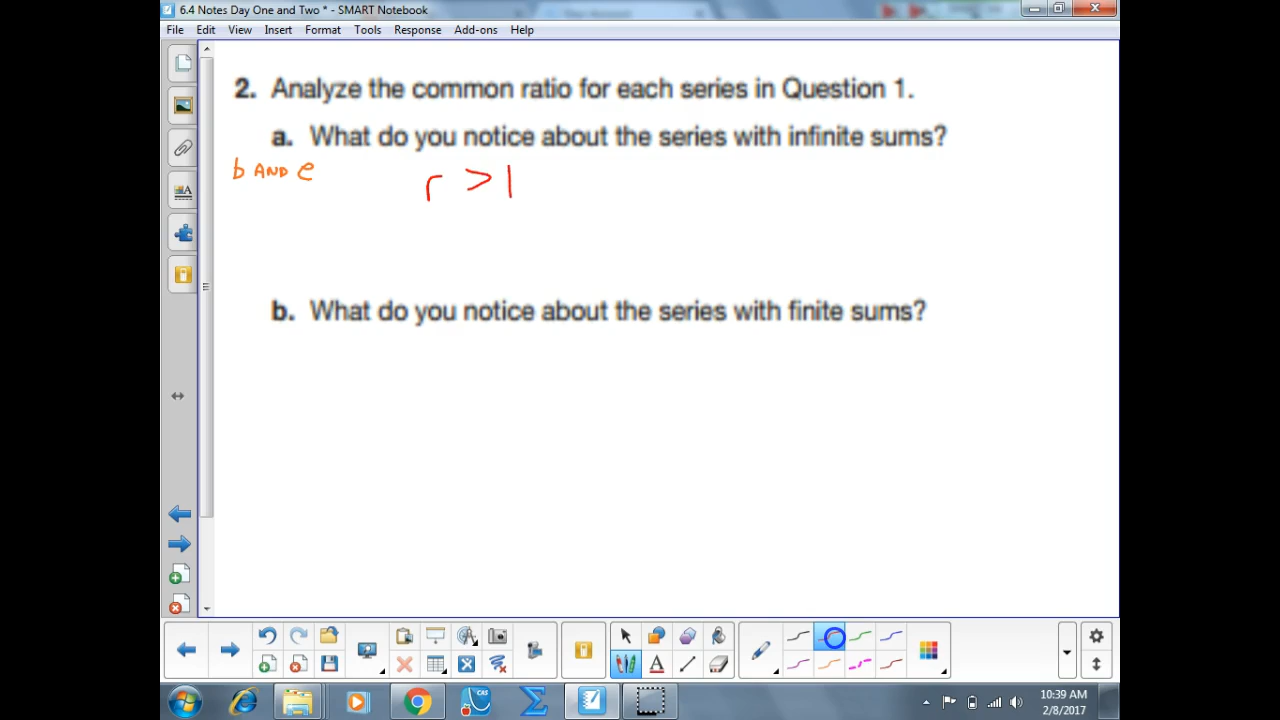 6.4 Notes Day One and Two * - SMART Notebook
File Edit View Insert Format Tools Response Add-ons Help
2. Analyze the common ratio for each series in Question 1.
a. What do you notice about the series with infinite sums?
b AND e r > 1
b. What do you notice about the series with finite sums?
CAS
10:39 AM
2/8/2017